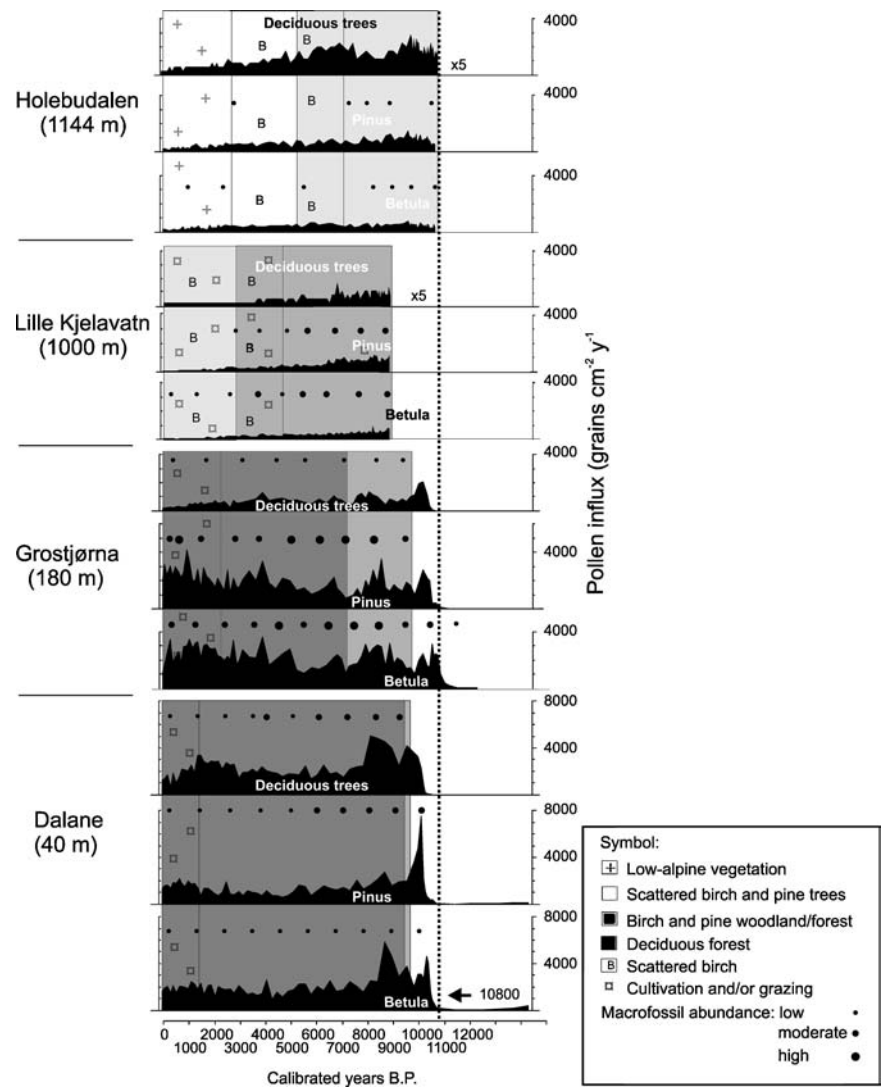 Deciduous trees
4000
B
B
x5
Holebudalen
(1144 m)
B
Pinus
B
4000
B
B
Betula
4000
Deciduous trees
B
B
x5
4000
Lille Kjelavatn
(1000 m)
B
B
Pinus
4000
B
B
Betula
4000
Pollen influx (grains cm⁻² y⁻¹)
Deciduous trees
4000
Grostjørna
(180 m)
Pinus
4000
Betula
4000
8000
Deciduous trees
4000
Dalane
(40 m)
8000
Pinus
4000
8000
Betula
10800
4000
0 2000 4000 6000 8000 10000
1000 3000 5000 7000 9000 11000
Calibrated years B.P.
Symbol:
+ Low-alpine vegetation
Scattered birch and pine trees
Birch and pine woodland/forest
Deciduous forest
B Scattered birch
Cultivation and/or grazing
Macrofossil abundance: low
moderate
high